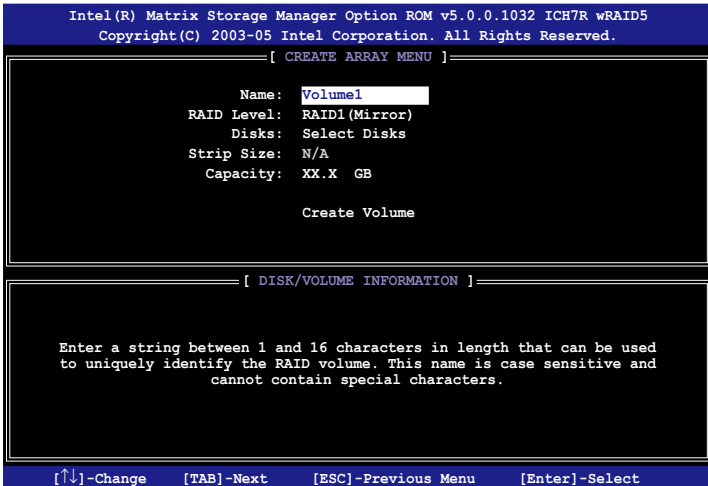 Intel(R) Matrix Storage Manager Option ROM v5.0.0.1032 ICH7R wRAID5
Copyright(C) 2003-05 Intel Corporation. All Rights Reserved.
[ CREATE ARRAY MENU ]
Name: Volume1
RAID Level: RAID1(Mirror)
Disks: Select Disks
Strip Size: N/A
Capacity: XX.X GB
Create Volume
[ DISK/VOLUME INFORMATION ]
Enter a string between 1 and 16 characters in length that can be used
to uniquely identify the RAID volume. This name is case sensitive and
cannot contain special characters.
[↑↓]-Change [TAB]-Next [ESC]-Previous Menu [Enter]-Select